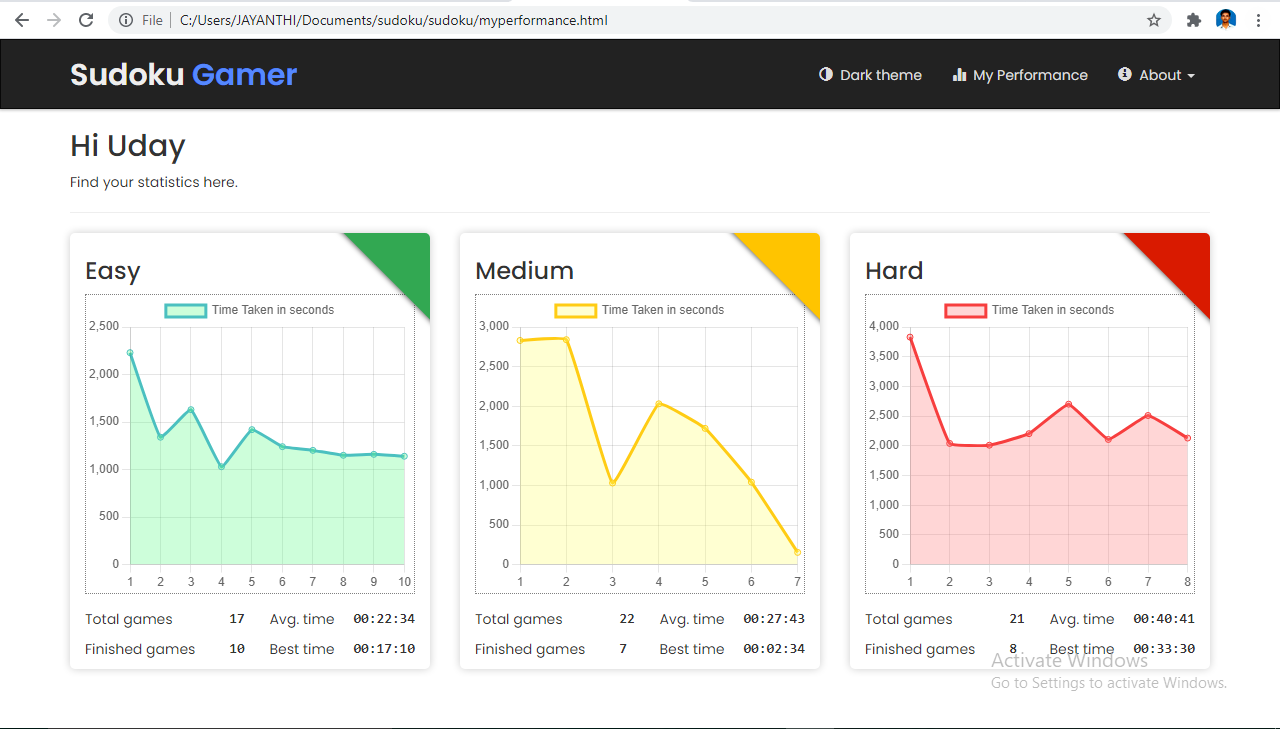 File C:/Users/JAYANTHI/Documents/sudoku/sudoku/myperformance.html
Sudoku Gamer Dark theme My Performance About
Hi Uday
Find your statistics here.
Easy
Time Taken in seconds
2,500
2,000
1,500
1,000
500
0
1 2 3 4 5 6 7 8 9 10
Total games 17 Avg. time 00:22:34
Finished games 10 Best time 00:17:10
Medium
Time Taken in seconds
3,000
2,500
2,000
1,500
1,000
500
0
1 2 3 4 5 6 7
Total games 22 Avg. time 00:27:43
Finished games 7 Best time 00:02:34
Hard
Time Taken in seconds
4,000
3,500
3,000
2,500
2,000
1,500
1,000
500
0
1 2 3 4 5 6 7 8
Total games 21 Avg. time 00:40:41
Finished games 8 Best time 00:33:30
Activate Windows
Go to Settings to activate Windows.